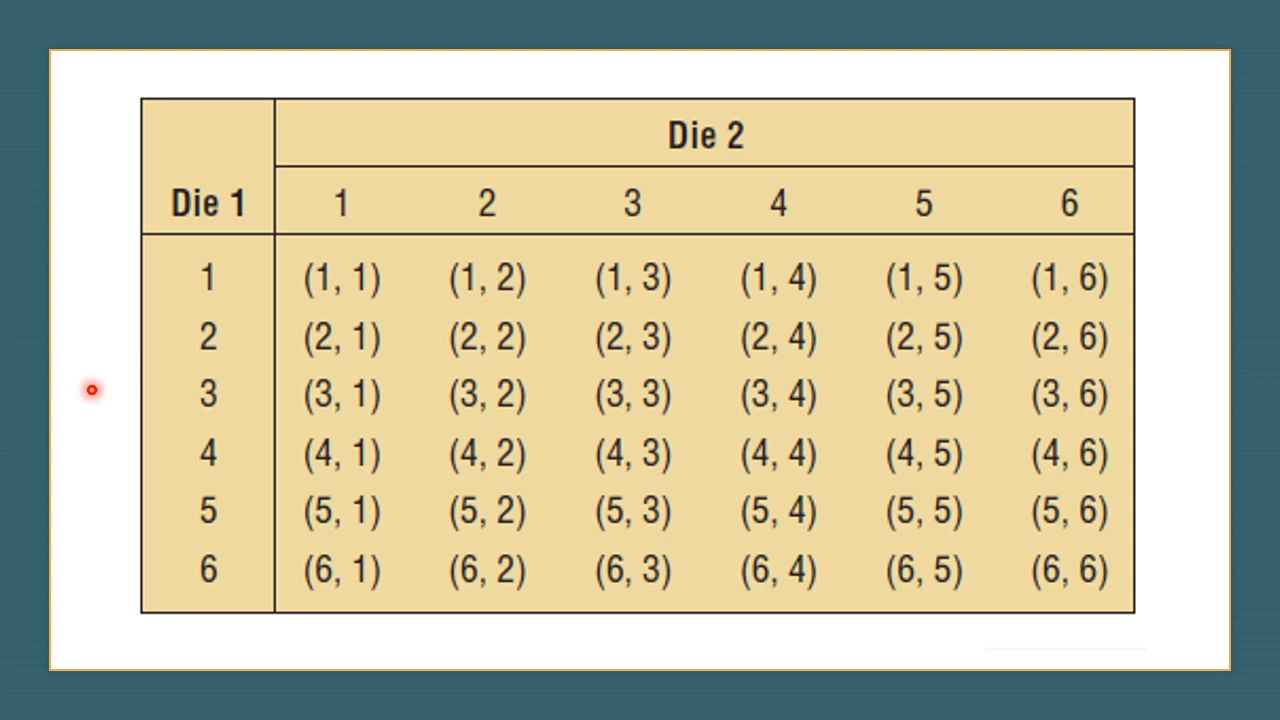 Die 2
Die 1 1 2 3 4 5 6
1 (1, 1) (1, 2) (1, 3) (1, 4) (1, 5) (1, 6)
2 (2, 1) (2, 2) (2, 3) (2, 4) (2, 5) (2, 6)
3 (3, 1) (3, 2) (3, 3) (3, 4) (3, 5) (3, 6)
4 (4, 1) (4, 2) (4, 3) (4, 4) (4, 5) (4, 6)
5 (5, 1) (5, 2) (5, 3) (5, 4) (5, 5) (5, 6)
6 (6, 1) (6, 2) (6, 3) (6, 4) (6, 5) (6, 6)